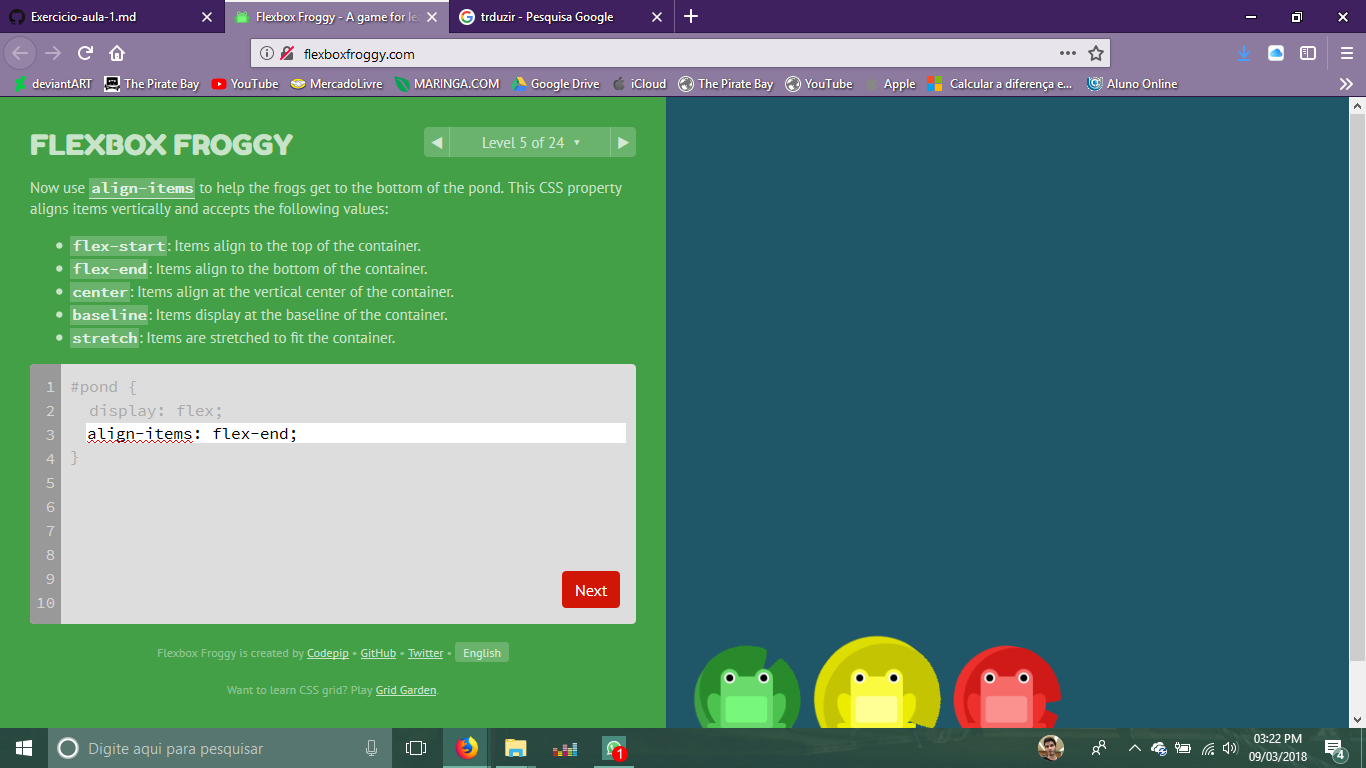 Exercicio-aula-1.md
Flexbox Froggy - A game for le
trduzir - Pesquisa Google
flexboxfroggy.com
deviantART The Pirate Bay YouTube MercadoLivre MARINGA.COM Google Drive iCloud The Pirate Bay YouTube Apple Calcular a diferença e... Aluno Online
FLEXBOX FROGGY
Level 5 of 24
Now use align-items to help the frogs get to the bottom of the pond. This CSS property
aligns items vertically and accepts the following values:
flex-start: Items align to the top of the container.
flex-end: Items align to the bottom of the container.
center: Items align at the vertical center of the container.
baseline: Items display at the baseline of the container.
stretch: Items are stretched to fit the container.
1 #pond {
2 display: flex;
3 align-items: flex-end;
4 }
5
6
7
8
9
10
Next
Flexbox Froggy is created by Codepip • GitHub • Twitter • English
Want to learn CSS grid? Play Grid Garden.
Digite aqui para pesquisar
1
03:22 PM
09/03/2018
4